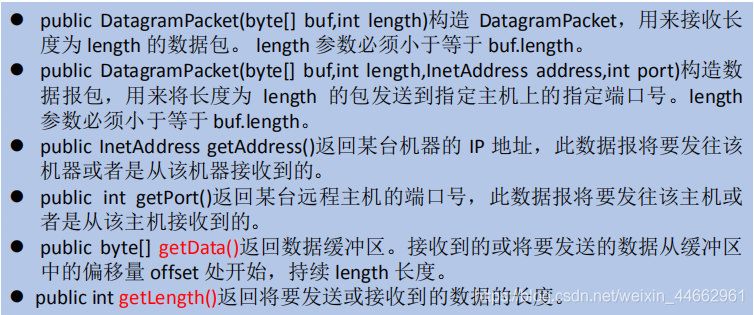 ● public DatagramPacket(byte[] buf,int length)构造 DatagramPacket，用来接收长
度为 length 的数据包。 length 参数必须小于等于 buf.length。
● public DatagramPacket(byte[] buf,int length,InetAddress address,int port)构造数
据报包，用来将长度为 length 的包发送到指定主机上的指定端口号。length
参数必须小于等于 buf.length。
● public InetAddress getAddress()返回某台机器的 IP 地址，此数据报将要发往该
机器或者是从该机器接收到的。
● public int getPort()返回某台远程主机的端口号，此数据报将要发往该主机或
者是从该主机接收到的。
● public byte[] getData()返回数据缓冲区。接收到的或将要发送的数据从缓冲区
中的偏移量 offset 处开始，持续 length 长度。
● public int getLength()返回将要发送或接收到的数据的长度。
https://blog.csdn.net/weixin_44662961